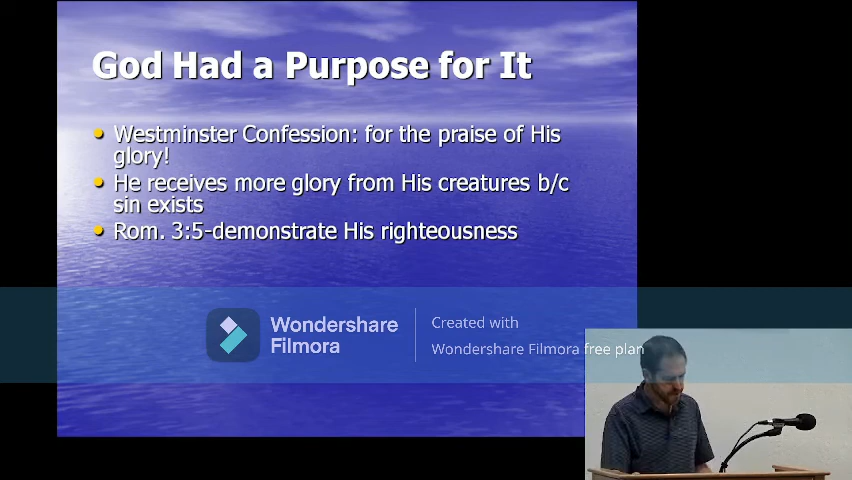 God Had a Purpose for It
Westminster Confession: for the praise of His
glory!
He receives more glory from His creatures b/c
sin exists
Rom. 3:5-demonstrate His righteousness
Wondershare
Filmora
Created with
Wondershare Filmora free plan